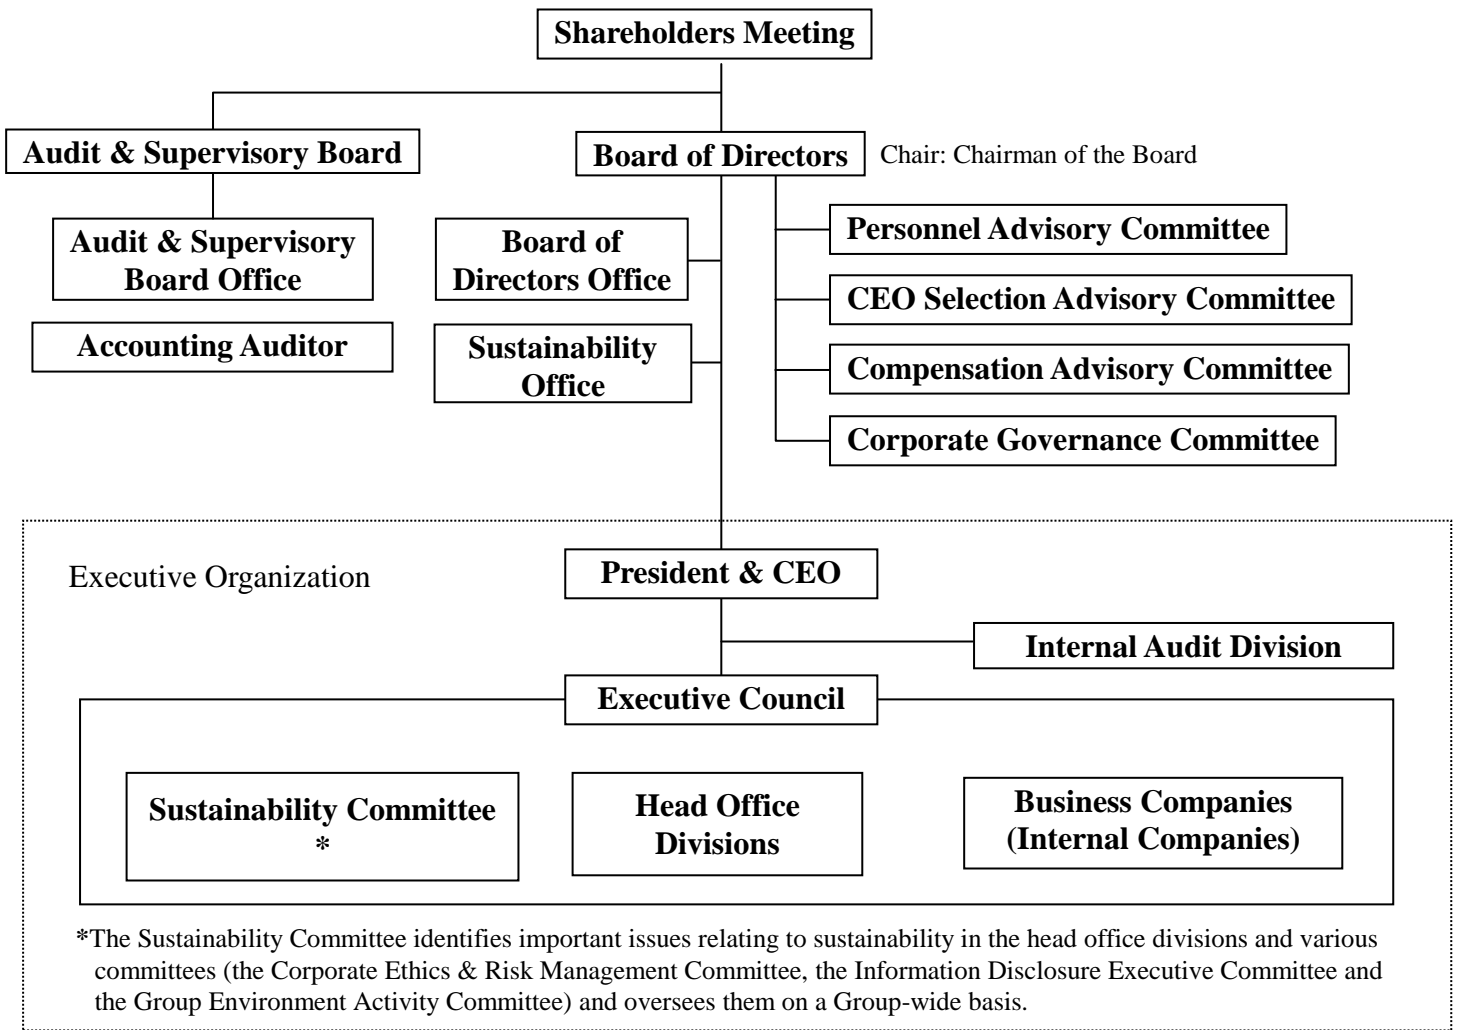 Shareholders Meeting
Audit & Supervisory Board
Board of Directors
Chair: Chairman of the Board
Audit & Supervisory
Board Office
Accounting Auditor
Board of
Directors Office
Sustainability
Office
Personnel Advisory Committee
CEO Selection Advisory Committee
Compensation Advisory Committee
Corporate Governance Committee
Executive Organization
President & CEO
Internal Audit Division
Executive Council
Sustainability Committee
*
Head Office
Divisions
Business Companies
(Internal Companies)
*The Sustainability Committee identifies important issues relating to sustainability in the head office divisions and various
committees (the Corporate Ethics & Risk Management Committee, the Information Disclosure Executive Committee and
the Group Environment Activity Committee) and oversees them on a Group-wide basis.